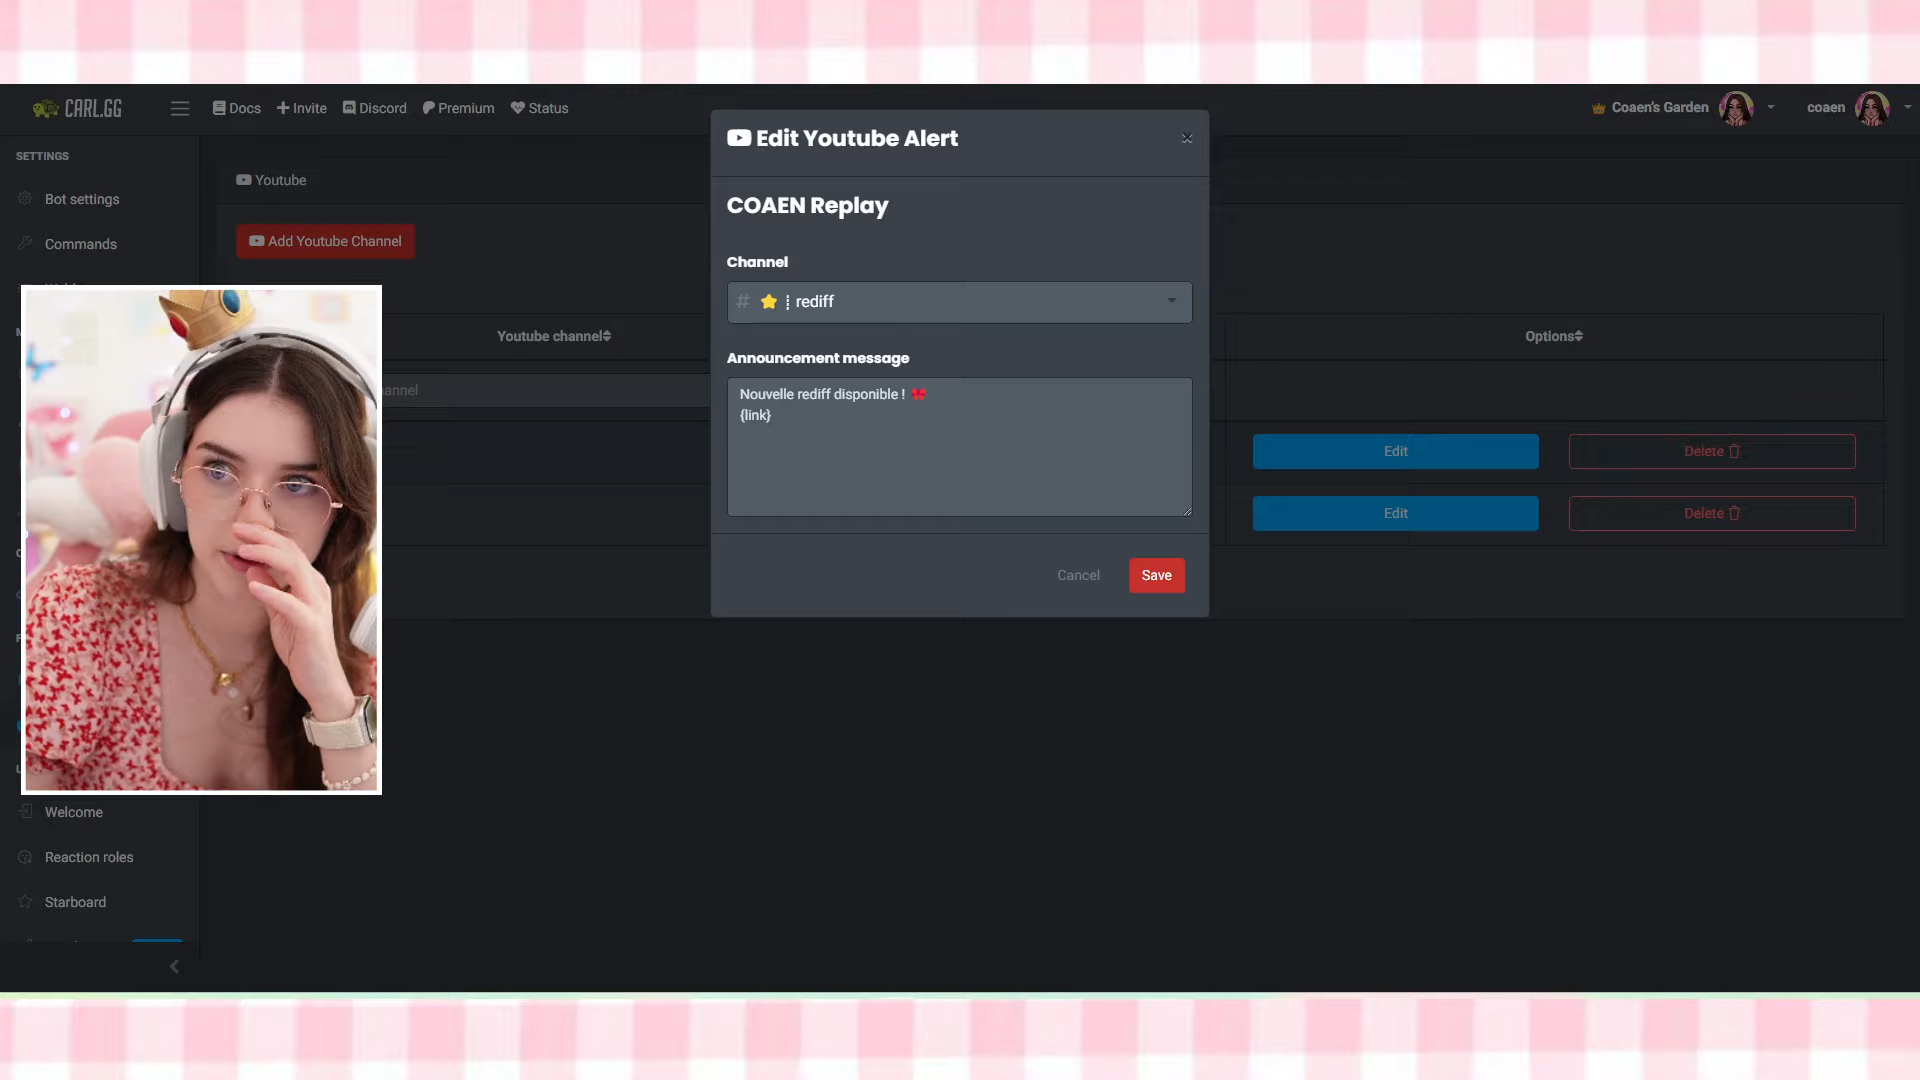 CARL.GG
Docs
Invite
Discord
Premium
Status
Coaen's Garden
coaen
SETTINGS
Bot settings
Commands
Welcome
Reaction roles
Starboard
Youtube
Add Youtube Channel
Youtube channel
Options
Edit
Delete
Edit
Delete
Edit Youtube Alert
COAEN Replay
Channel
# ⭐ ┋ rediff
Announcement message
Nouvelle rediff disponible ! 🎀
{link}
Cancel
Save